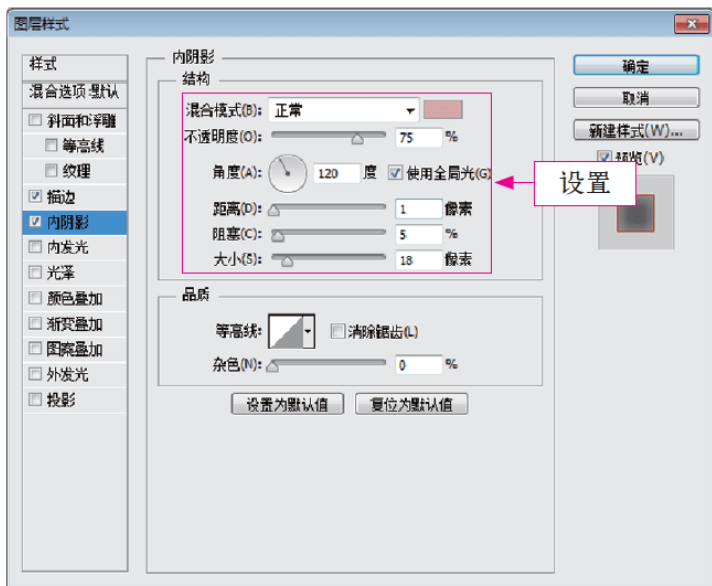 图层样式
样式
混合选项:默认
斜面和浮雕
等高线
纹理
描边
内阴影
内发光
光泽
颜色叠加
渐变叠加
图案叠加
外发光
投影
内阴影
结构
混合模式(B): 正常
不透明度(O): 75 %
角度(A): 120 度 使用全局光(G)
距离(D): 1 像素
阻塞(C): 5 %
大小(S): 18 像素
品质
等高线: 消除锯齿(L)
杂色(N): 0 %
设置为默认值 复位为默认值
确定
取消
新建样式(W)...
预览(V)
设置